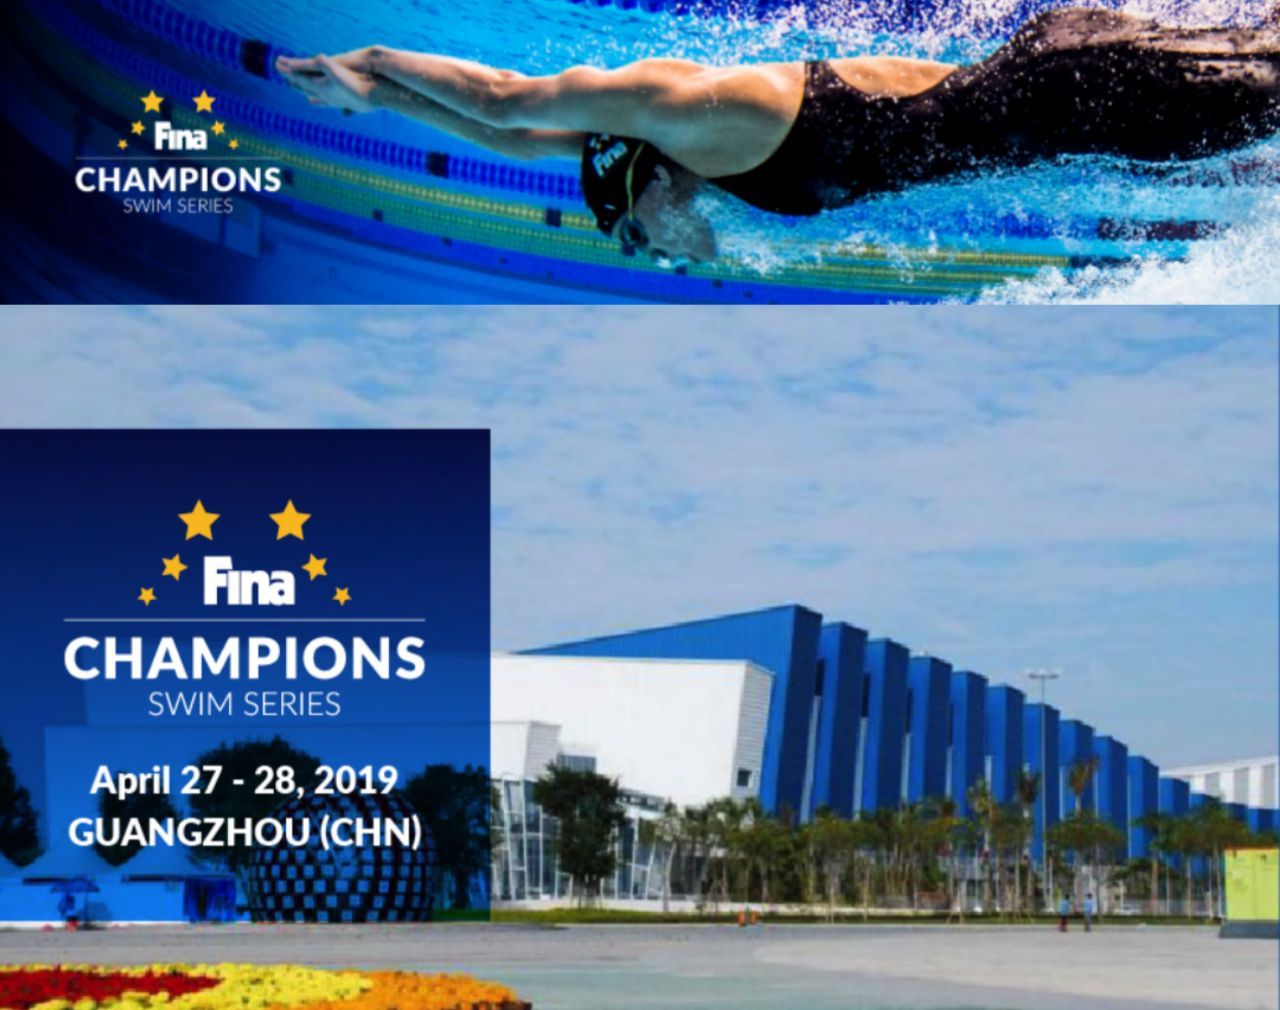 Fina
CHAMPIONS
SWIM SERIES
Fina
Fina
CHAMPIONS
SWIM SERIES
April 27 - 28, 2019
GUANGZHOU (CHN)